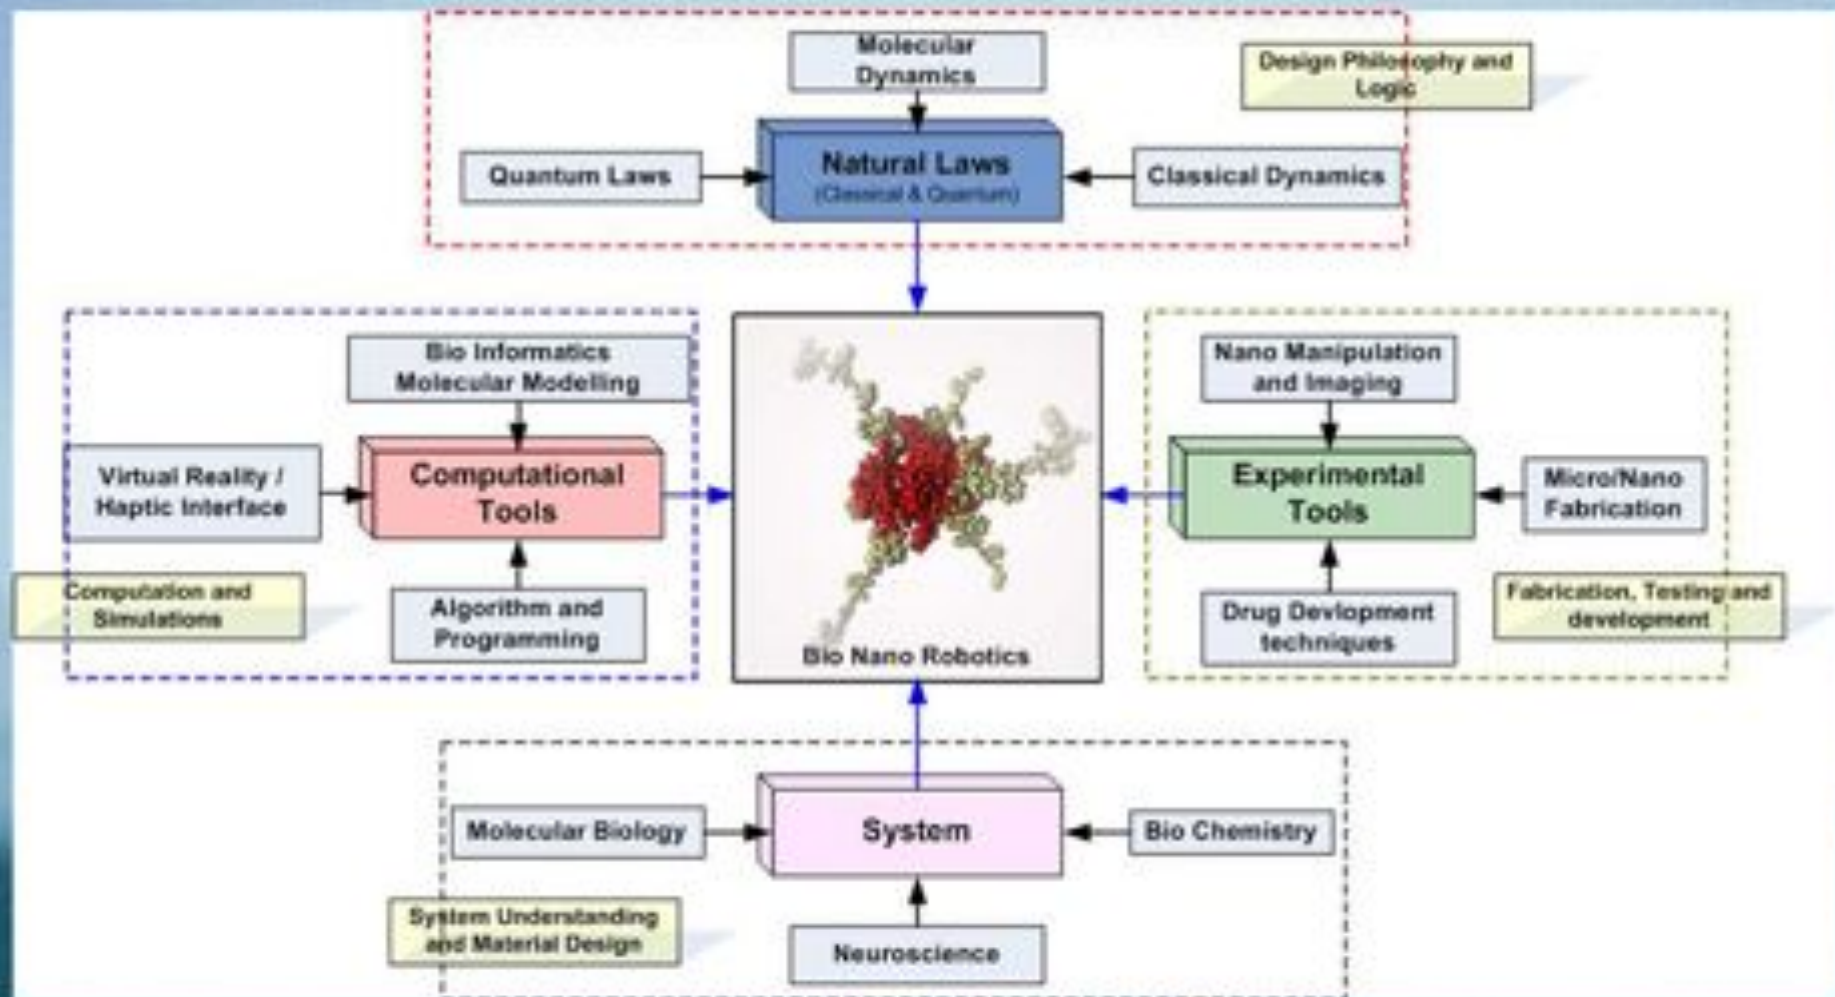 Molecular
Dynamics
Design Philosophy and
Logic
Quantum Laws
Natural Laws
(Classical & Quantum)
Classical Dynamics
Bio Informatics
Molecular Modelling
Virtual Reality /
Haptic Interface
Computational
Tools
Computation and
Simulations
Algorithm and
Programming
Bio Nano Robotics
Nano Manipulation
and Imaging
Experimental
Tools
Micro/Nano
Fabrication
Drug Devlopment
techniques
Fabrication, Testing and
development
Molecular Biology
System
Bio Chemistry
System Understanding
and Material Design
Neuroscience